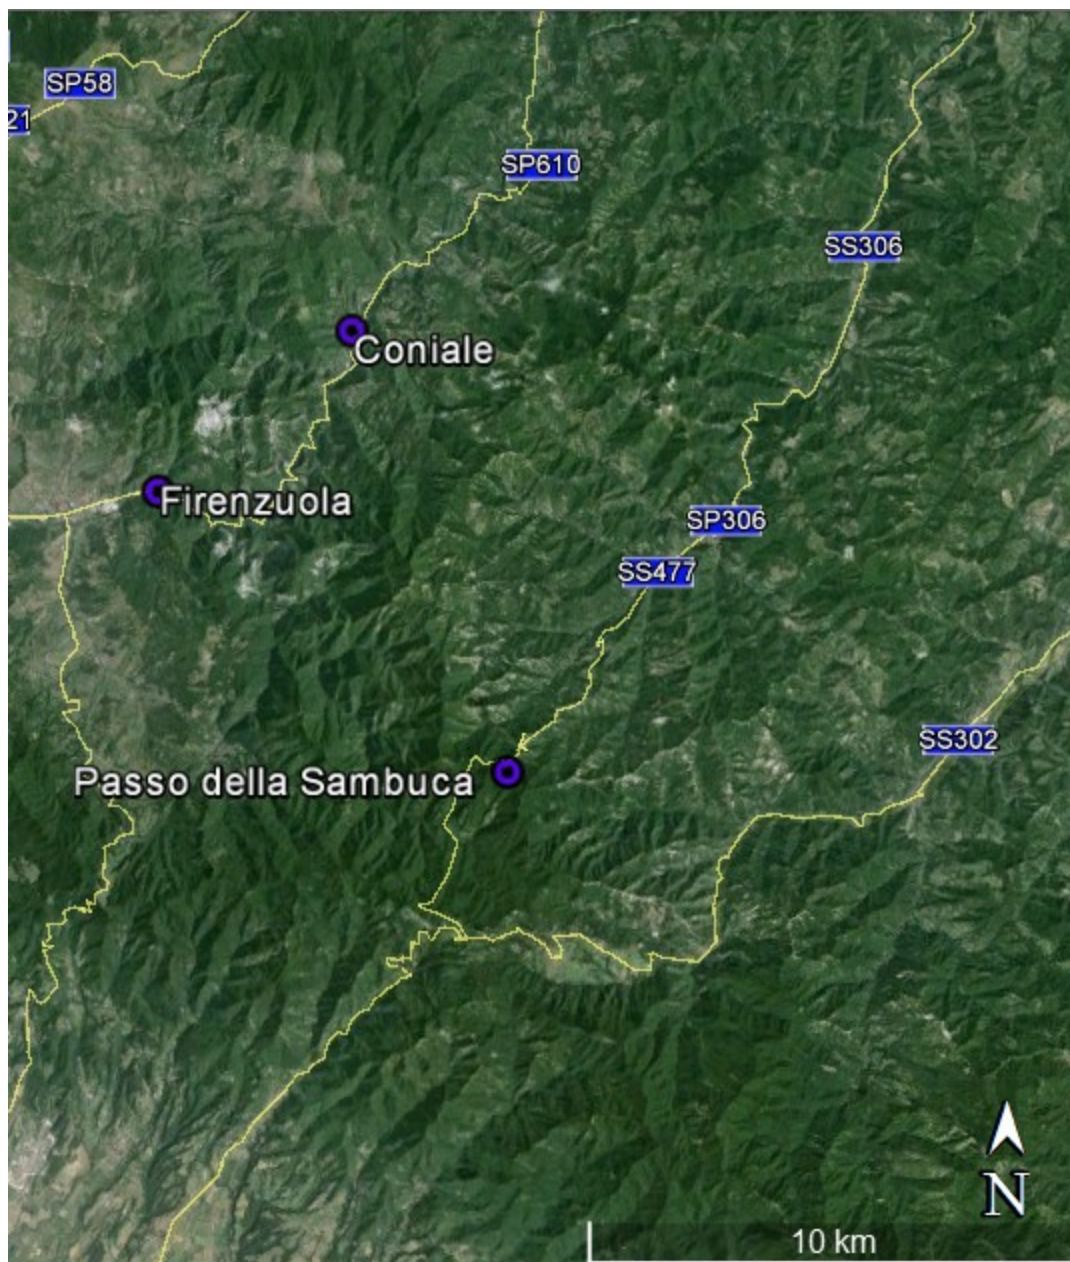 SP58
21
SP610
SS306
Coniale
Firenzuola
SP306
SS477
SS302
Passo della Sambuca
N
10 km